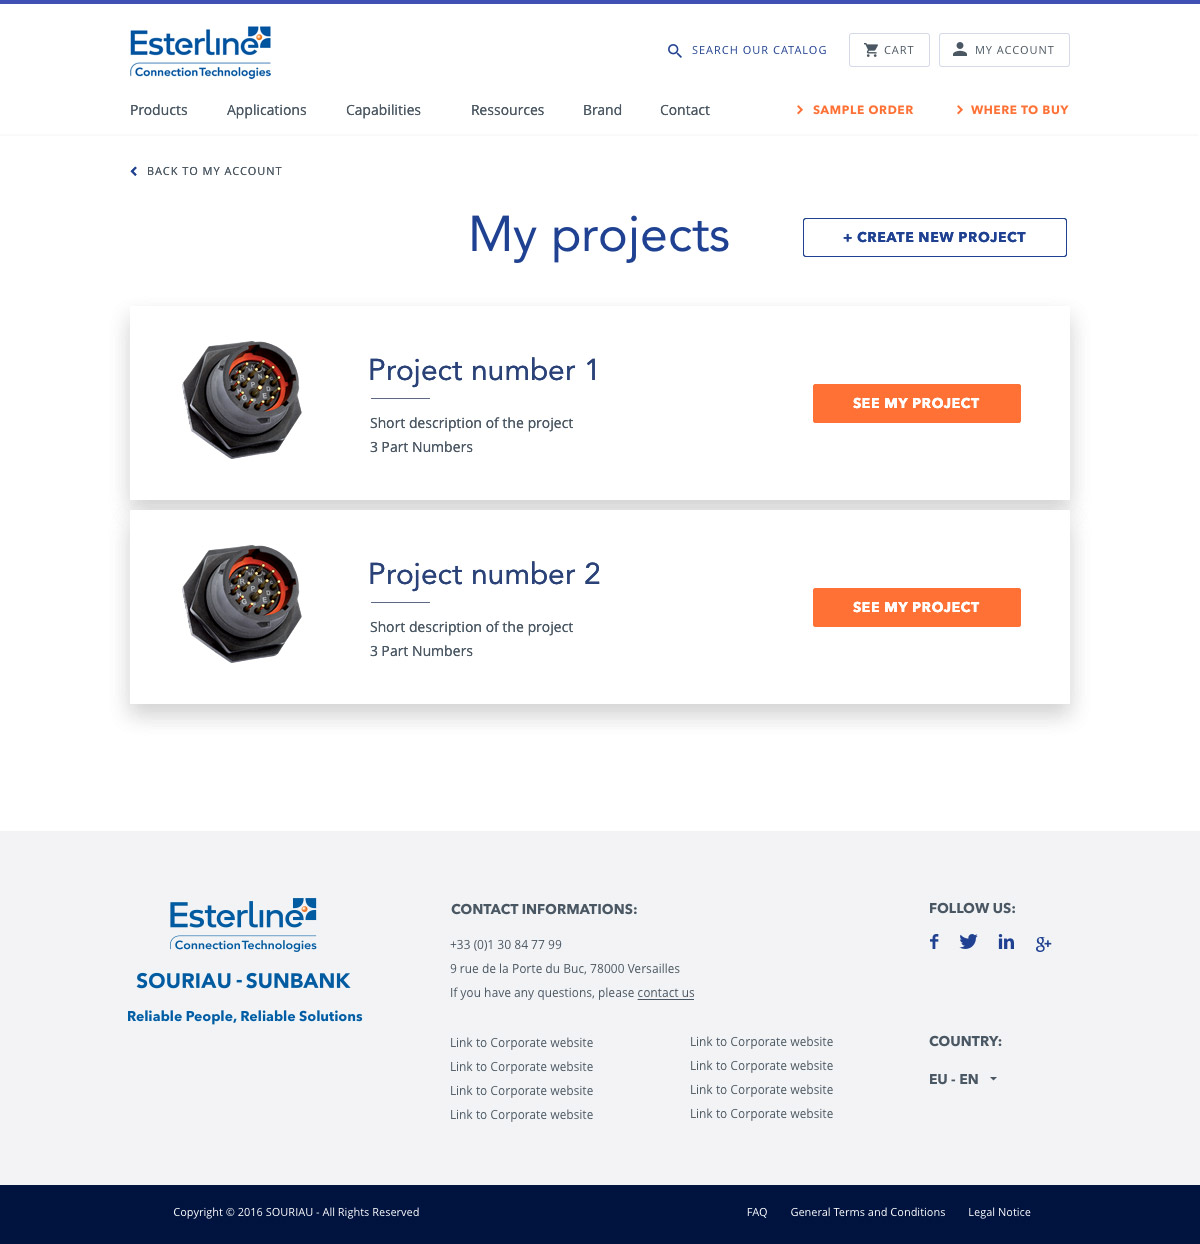 Esterline
Connection Technologies
SEARCH OUR CATALOG
CART
MY ACCOUNT
Products Applications Capabilities Ressources Brand Contact
SAMPLE ORDER
WHERE TO BUY
BACK TO MY ACCOUNT
My projects
+ CREATE NEW PROJECT
Project number 1
Short description of the project
3 Part Numbers
SEE MY PROJECT
Project number 2
Short description of the project
3 Part Numbers
SEE MY PROJECT
Esterline
Connection Technologies
SOURIAU - SUNBANK
Reliable People, Reliable Solutions
CONTACT INFORMATIONS:
+33 (0)1 30 84 77 99
9 rue de la Porte du Buc, 78000 Versailles
If you have any questions, please contact us
Link to Corporate website
Link to Corporate website
Link to Corporate website
Link to Corporate website
Link to Corporate website
Link to Corporate website
Link to Corporate website
Link to Corporate website
FOLLOW US:
f in g+
COUNTRY:
EU - EN
Copyright © 2016 SOURIAU - All Rights Reserved
FAQ General Terms and Conditions Legal Notice